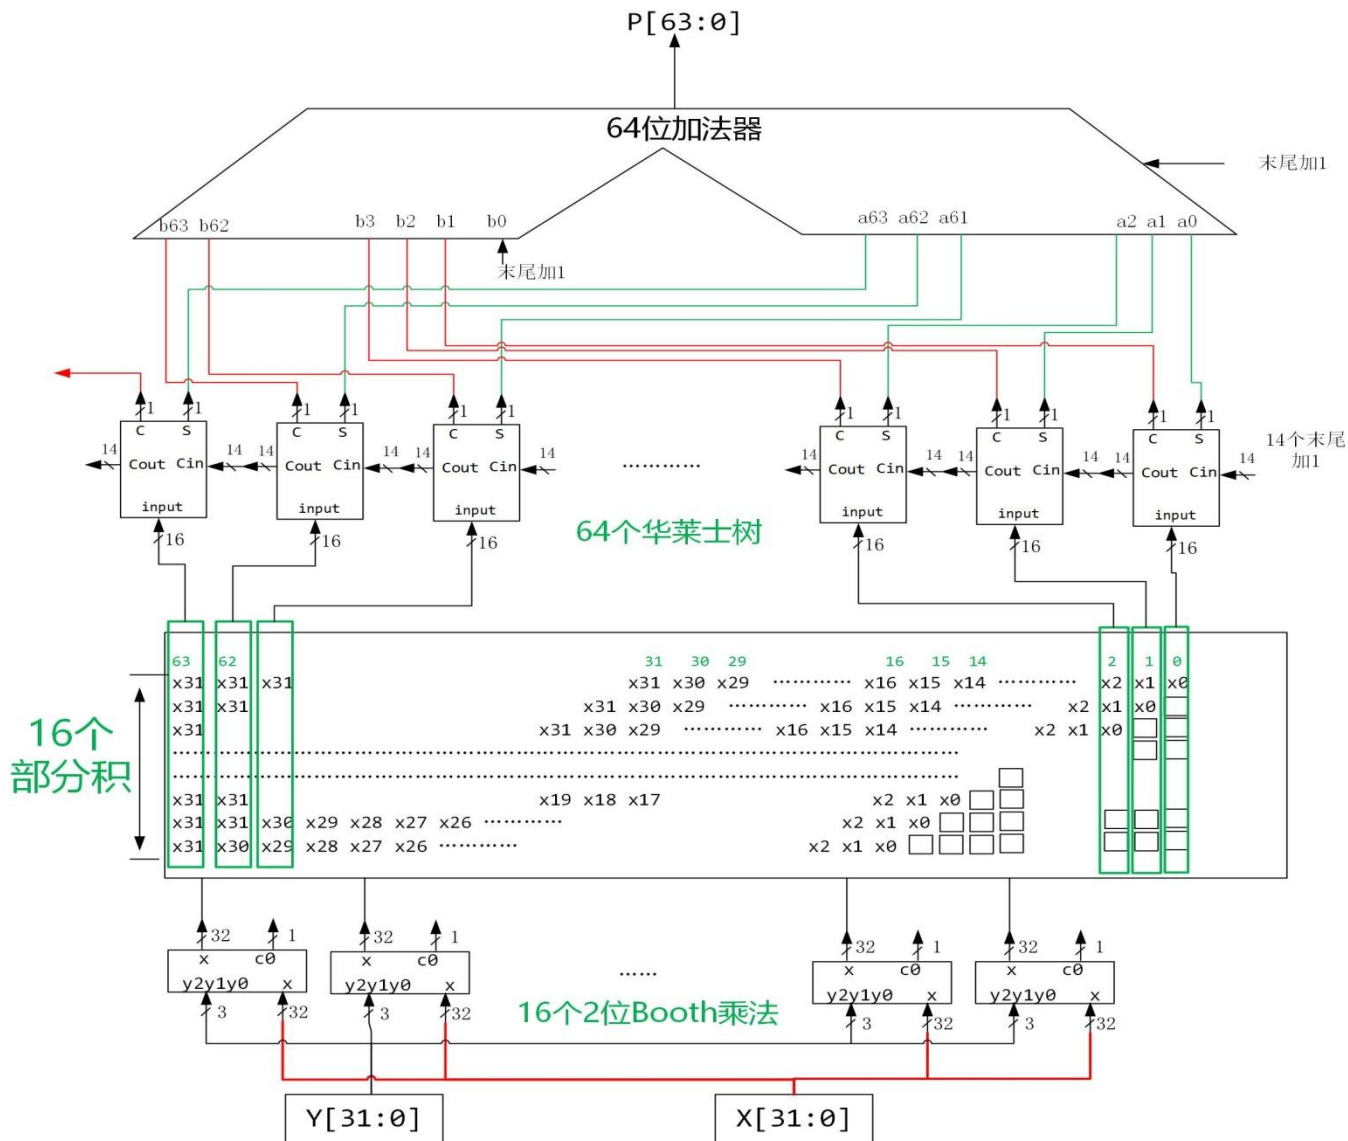 P[63:0]
64位加法器
末尾加1
b63 b62 b3 b2 b1 b0 a63 a62 a61 a2 a1 a0
末尾加1
1 1 1 1 1 1 1 1 1 1 1 1
C S C S C S C S C S C S
14个末尾
加1
14 14 14 14 14 14 14 14 14 14 14 14
Cout Cin Cout Cin Cout Cin ………… Cout Cin Cout Cin Cout Cin
input input input input input input
64个华莱士树
16 16 16 16 16 16
63 62 31 30 29 16 15 14 2 1 0
x31 x31 x31 x31 x30 x29 ………… x16 x15 x14 ………… x2 x1 x0
x31 x31 x31 x30 x29 ………… x16 x15 x14 ………… x2 x1 x0
x31 x31 x30 x29 ………… x16 x15 x14 ………… x2 x1 x0
16个
部分积
x31 x31 x19 x18 x17 x2 x1 x0
x31 x31 x30 x29 x28 x27 x26 ………… x2 x1 x0
x31 x30 x29 x28 x27 x26 ………… x2 x1 x0
32 1 32 1 32 1 32 1
x c0 x c0 x c0 x c0
y2y1y0 x y2y1y0 x …… y2y1y0 x y2y1y0 x
3 32 3 32 3 32 3 32
16个2位Booth乘法
Y[31:0] X[31:0]